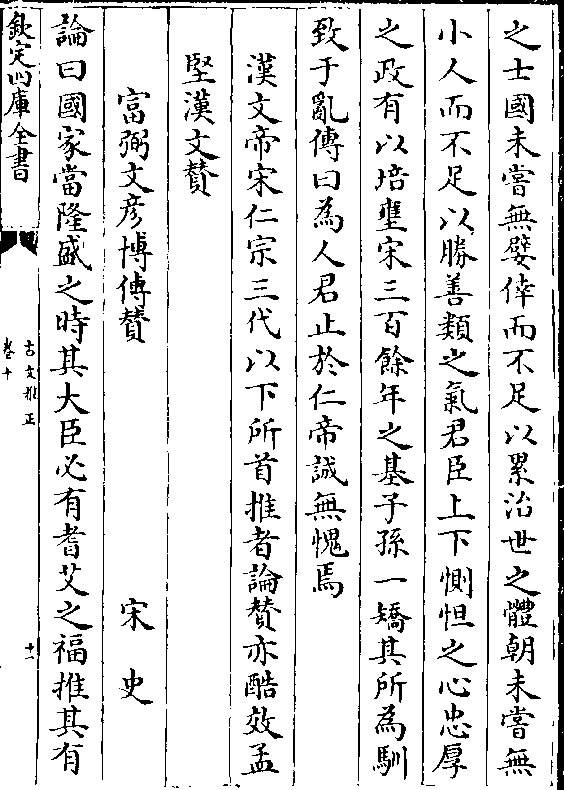 之士國未嘗無嬖倖而不足以累治世之體朝未嘗無
小人而不足以勝善類之氣君臣上下惻怛之心忠厚
之政有以培壅宋三百餘年之基子孫一矯其所為馴
致于亂傳曰為人君止於仁帝誠無愧焉
漢文帝宋仁宗三代以下所首推者論賛亦酷效孟
堅漢文賛
富弼文彦博傳賛 宋史
論曰國家當隆盛之時其大臣必有耆艾之福推其有
欽定四庫全書
古文雅正
卷十
十一